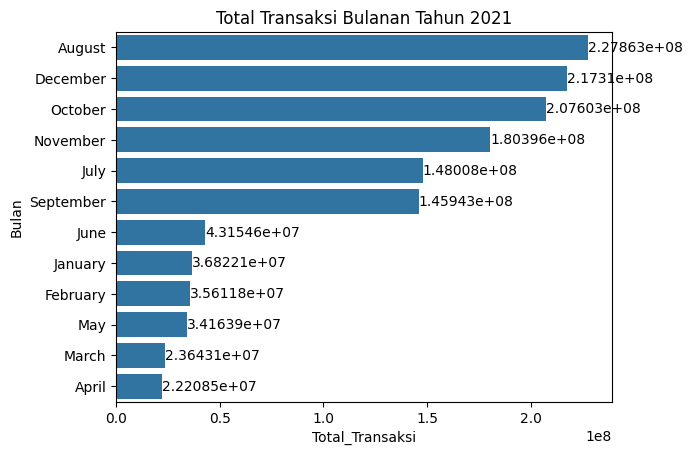 Total Transaksi Bulanan Tahun 2021
August 2.27863e+08
December 2.1731e+08
October 2.07603e+08
November 1.80396e+08
July 1.48008e+08
September 1.45943e+08
June 4.31546e+07
January 3.68221e+07
February 3.56118e+07
May 3.41639e+07
March 2.36431e+07
April 2.22085e+07
Bulan
0.0 0.5 1.0 1.5 2.0
1e8
Total_Transaksi